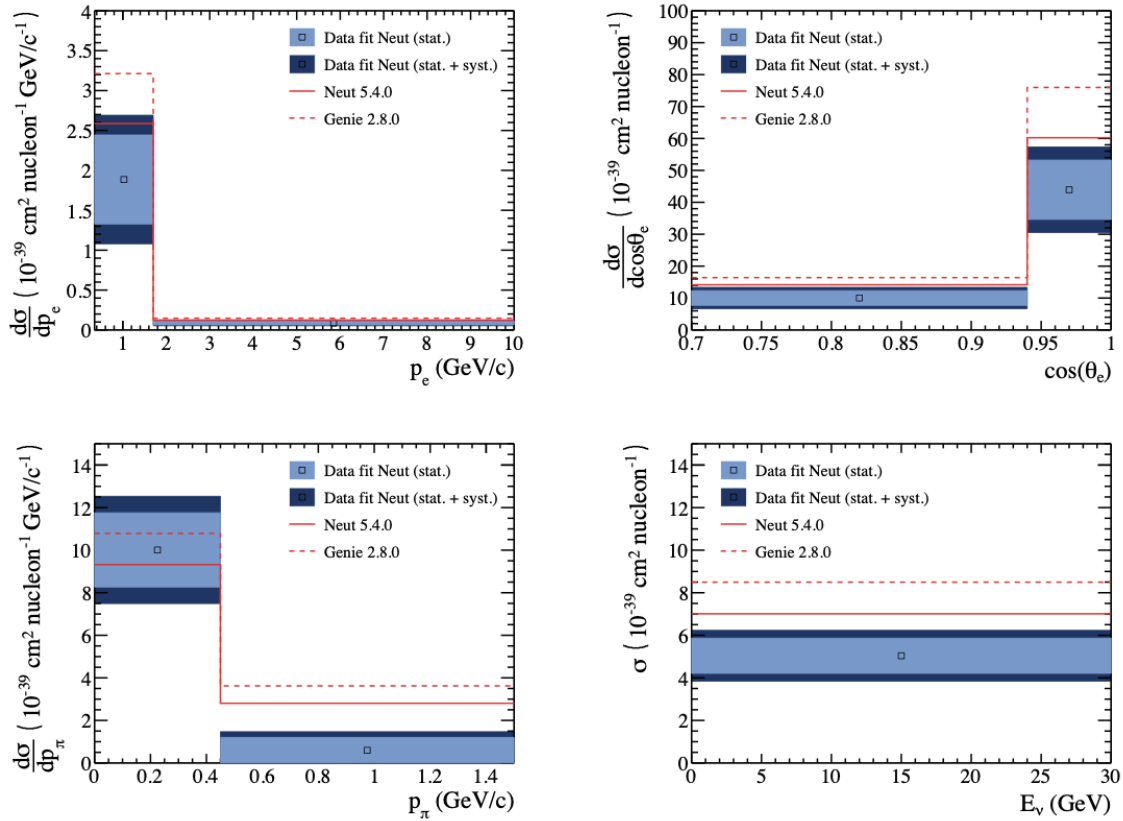 dσ/dp_e (10^-39 cm^2 nucleon^-1 GeV/c^-1)
4
3.5
3
2.5
2
1.5
1
0.5
0
Data fit Neut (stat.)
Data fit Neut (stat. + syst.)
Neut 5.4.0
Genie 2.8.0
1 2 3 4 5 6 7 8 9 10
p_e (GeV/c)
dσ/dcosθ_e (10^-39 cm^2 nucleon^-1)
100
90
80
70
60
50
40
30
20
10
0
Data fit Neut (stat.)
Data fit Neut (stat. + syst.)
Neut 5.4.0
Genie 2.8.0
0.7 0.75 0.8 0.85 0.9 0.95 1
cos(θ_e)
dσ/dp_π (10^-39 cm^2 nucleon^-1 GeV/c^-1)
14
12
10
8
6
4
2
0
Data fit Neut (stat.)
Data fit Neut (stat. + syst.)
Neut 5.4.0
Genie 2.8.0
0 0.2 0.4 0.6 0.8 1 1.2 1.4
p_π (GeV/c)
σ (10^-39 cm^2 nucleon^-1)
14
12
10
8
6
4
2
0
Data fit Neut (stat.)
Data fit Neut (stat. + syst.)
Neut 5.4.0
Genie 2.8.0
0 5 10 15 20 25 30
E_ν (GeV)